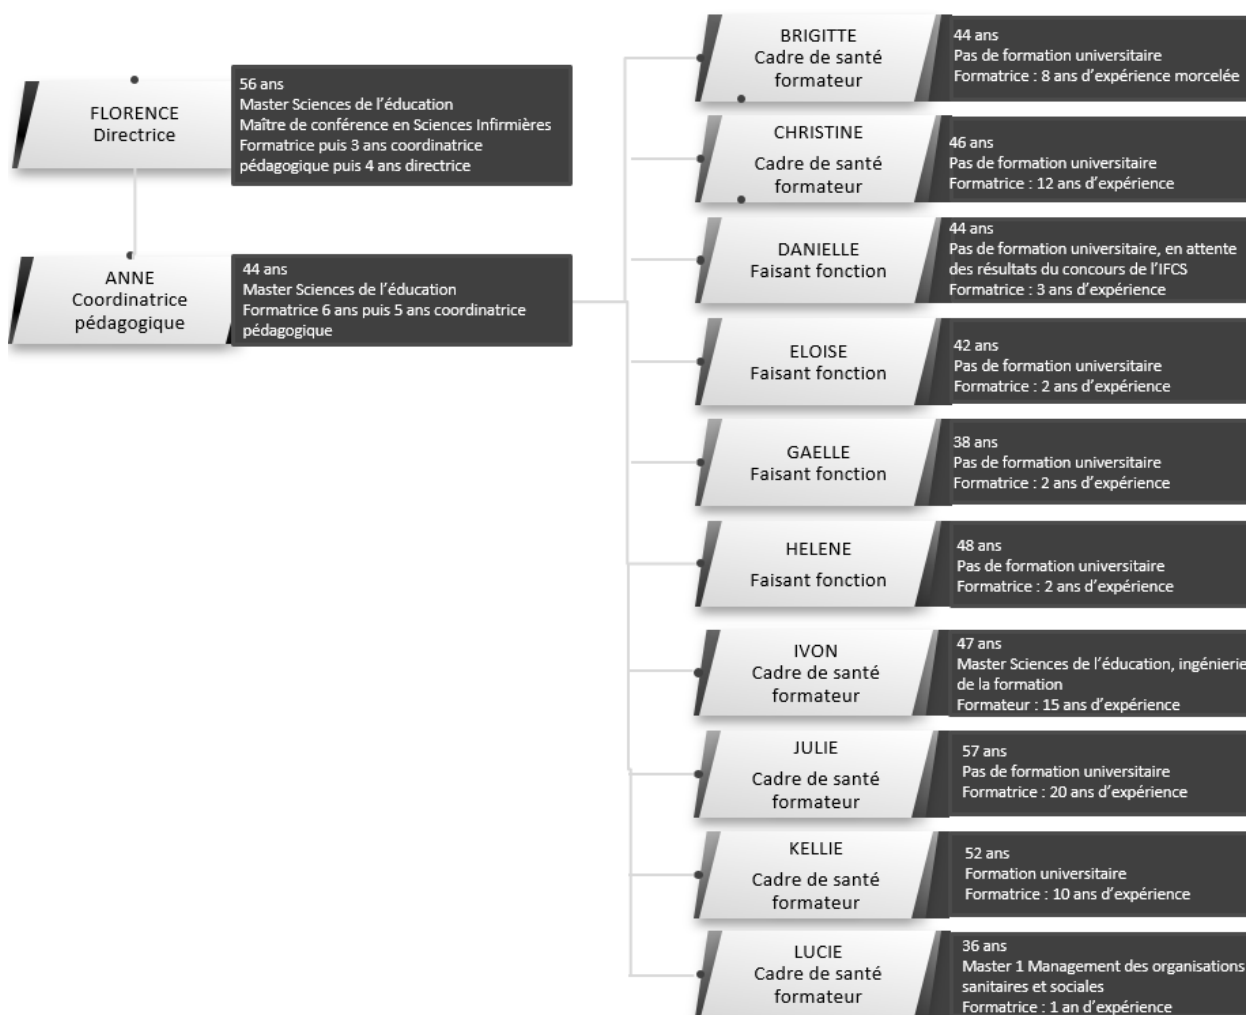 FLORENCE
Directrice
56 ans
Master Sciences de l'éducation
Maître de conférence en Sciences Infirmières
Formatrice puis 3 ans coordinatrice
pédagogique puis 4 ans directrice
ANNE
Coordinatrice
pédagogique
44 ans
Master Sciences de l'éducation
Formatrice 6 ans puis 5 ans coordinatrice
pédagogique
BRIGITTE
Cadre de santé
formateur
44 ans
Pas de formation universitaire
Formatrice : 8 ans d'expérience morcelée
CHRISTINE
Cadre de santé
formateur
46 ans
Pas de formation universitaire
Formatrice : 12 ans d'expérience
DANIELLE
Faisant fonction
44 ans
Pas de formation universitaire, en attente
des résultats du concours de l'IFCS
Formatrice : 3 ans d'expérience
ELOISE
Faisant fonction
42 ans
Pas de formation universitaire
Formatrice : 2 ans d'expérience
GAELLE
Faisant fonction
38 ans
Pas de formation universitaire
Formatrice : 2 ans d'expérience
HELENE
Faisant fonction
48 ans
Pas de formation universitaire
Formatrice : 2 ans d'expérience
IVON
Cadre de santé
formateur
47 ans
Master Sciences de l'éducation, ingénierie
de la formation
Formateur : 15 ans d'expérience
JULIE
Cadre de santé
formateur
57 ans
Pas de formation universitaire
Formatrice : 20 ans d'expérience
KELLIE
Cadre de santé
formateur
52 ans
Formation universitaire
Formatrice : 10 ans d'expérience
LUCIE
Cadre de santé
formateur
36 ans
Master 1 Management des organisations
sanitaires et sociales
Formatrice : 1 an d'expérience